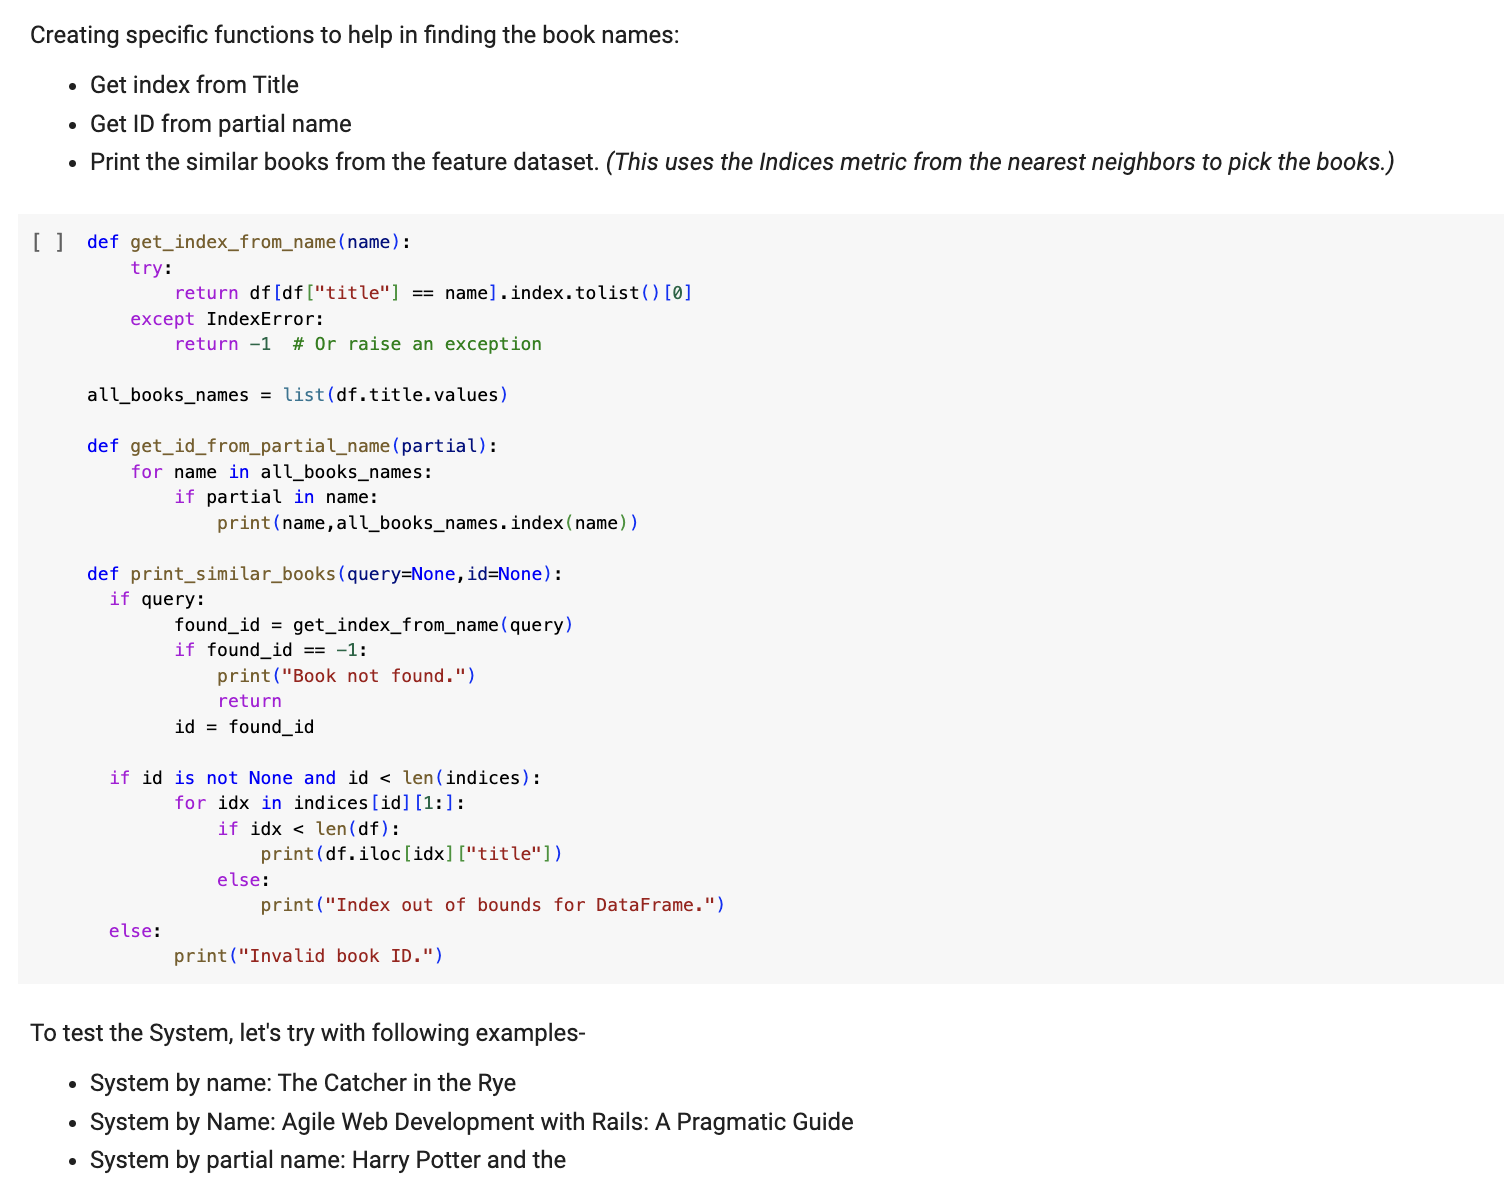 Creating specific functions to help in finding the book names:
• Get index from Title
• Get ID from partial name
• Print the similar books from the feature dataset. (This uses the Indices metric from the nearest neighbors to pick the books.)
[ ] def get_index_from_name(name):
    try:
        return df[df["title"] == name].index.tolist()[0]
    except IndexError:
        return -1  # Or raise an exception

all_books_names = list(df.title.values)

def get_id_from_partial_name(partial):
    for name in all_books_names:
        if partial in name:
            print(name,all_books_names.index(name))

def print_similar_books(query=None,id=None):
  if query:
        found_id = get_index_from_name(query)
        if found_id == -1:
            print("Book not found.")
            return
        id = found_id

  if id is not None and id < len(indices):
        for idx in indices[id][1:]:
            if idx < len(df):
                print(df.iloc[idx]["title"])
            else:
                print("Index out of bounds for DataFrame.")
  else:
        print("Invalid book ID.")
To test the System, let's try with following examples-
• System by name: The Catcher in the Rye
• System by Name: Agile Web Development with Rails: A Pragmatic Guide
• System by partial name: Harry Potter and the